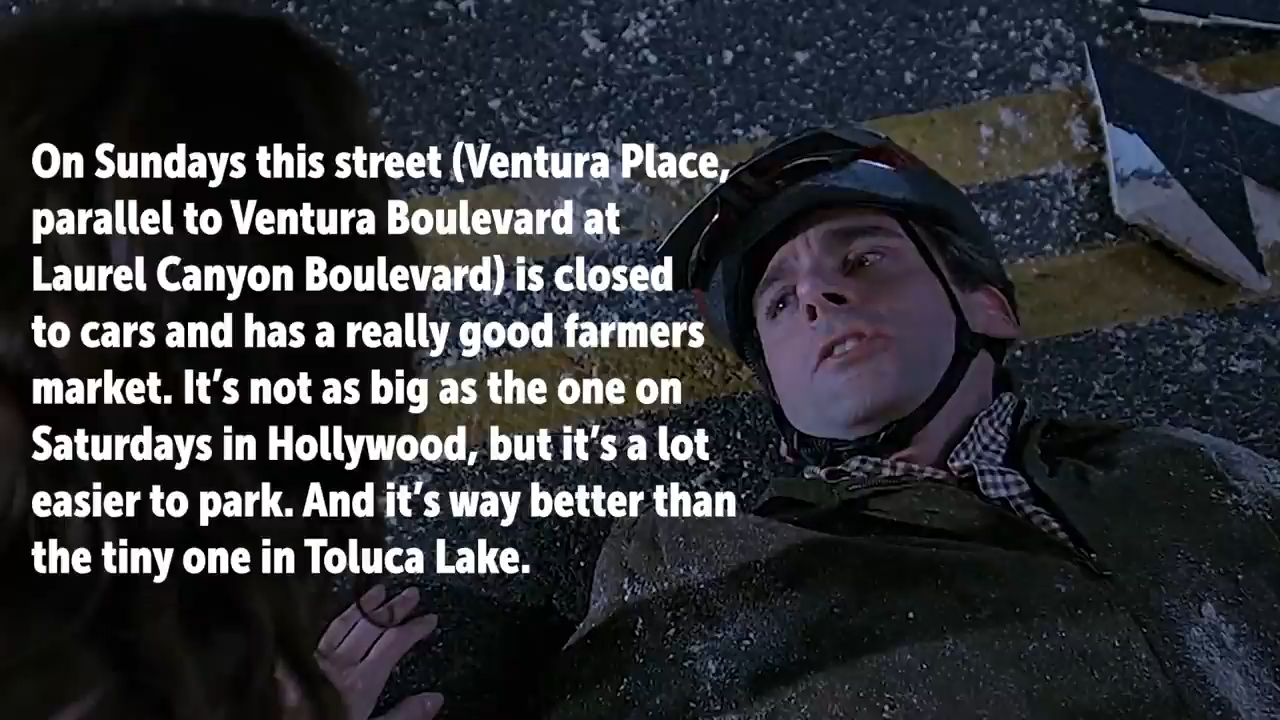 On Sundays this street (Ventura Place,
parallel to Ventura Boulevard at
Laurel Canyon Boulevard) is closed
to cars and has a really good farmers
market. It’s not as big as the one on
Saturdays in Hollywood, but it’s a lot
easier to park. And it’s way better than
the tiny one in Toluca Lake.